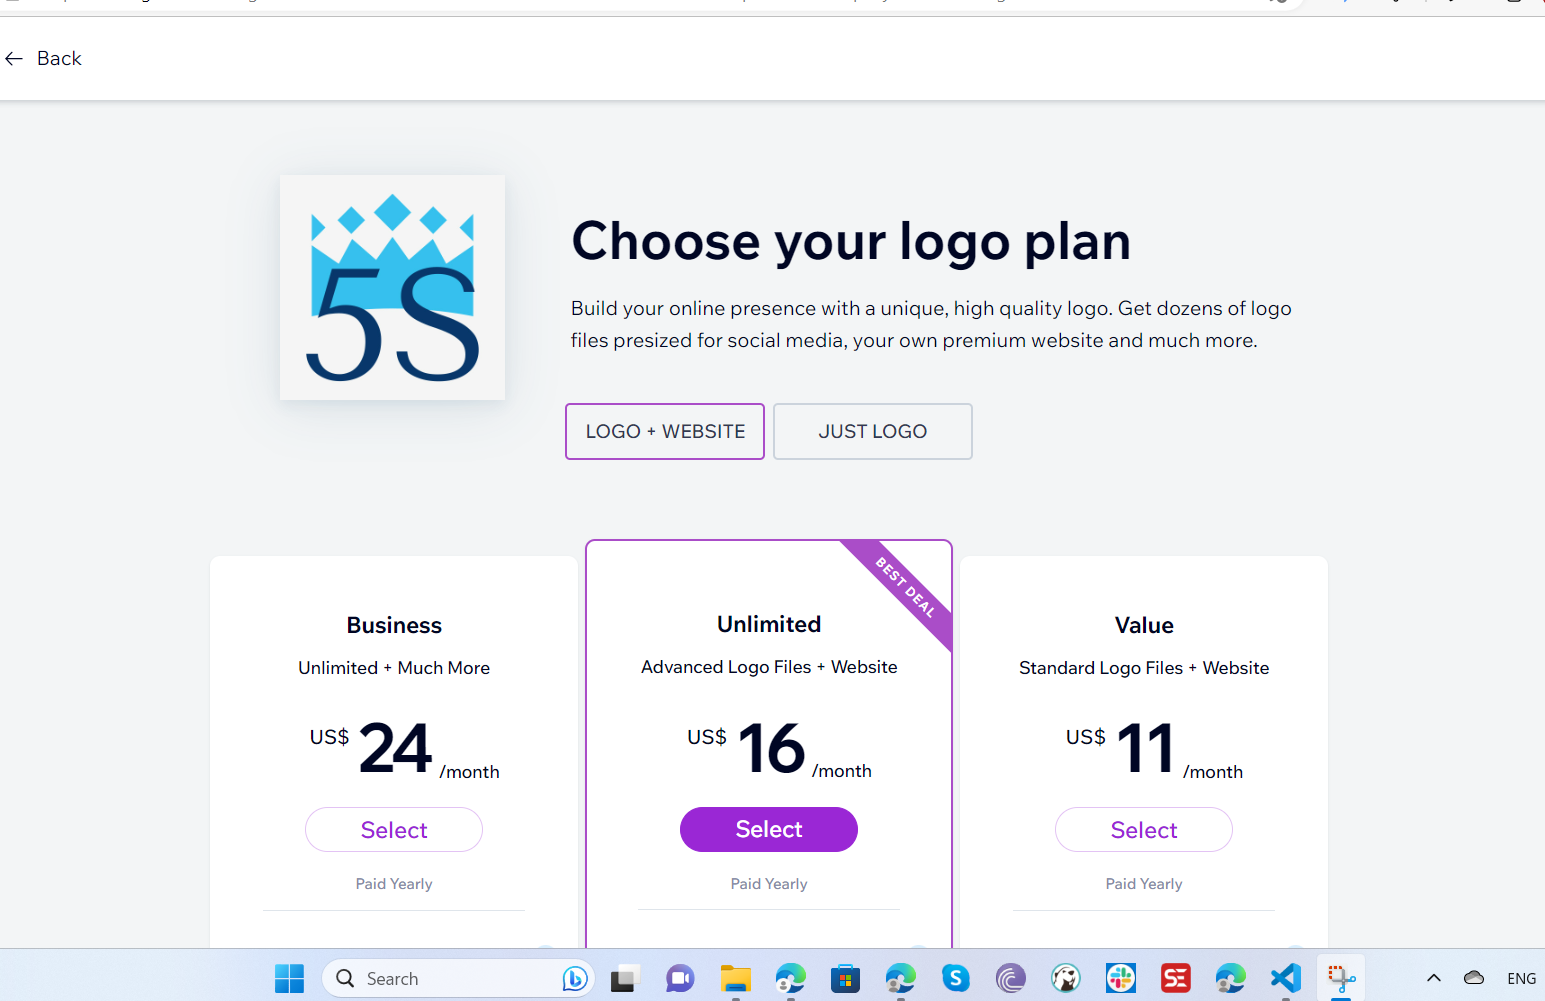 Back
5S
Choose your logo plan
Build your online presence with a unique, high quality logo. Get dozens of logo
files presized for social media, your own premium website and much more.
LOGO + WEBSITE
JUST LOGO
Business
Unlimited + Much More
US$ 24 /month
Select
Paid Yearly
BEST DEAL
Unlimited
Advanced Logo Files + Website
US$ 16 /month
Select
Paid Yearly
Value
Standard Logo Files + Website
US$ 11 /month
Select
Paid Yearly
Search
S
SE
ENG